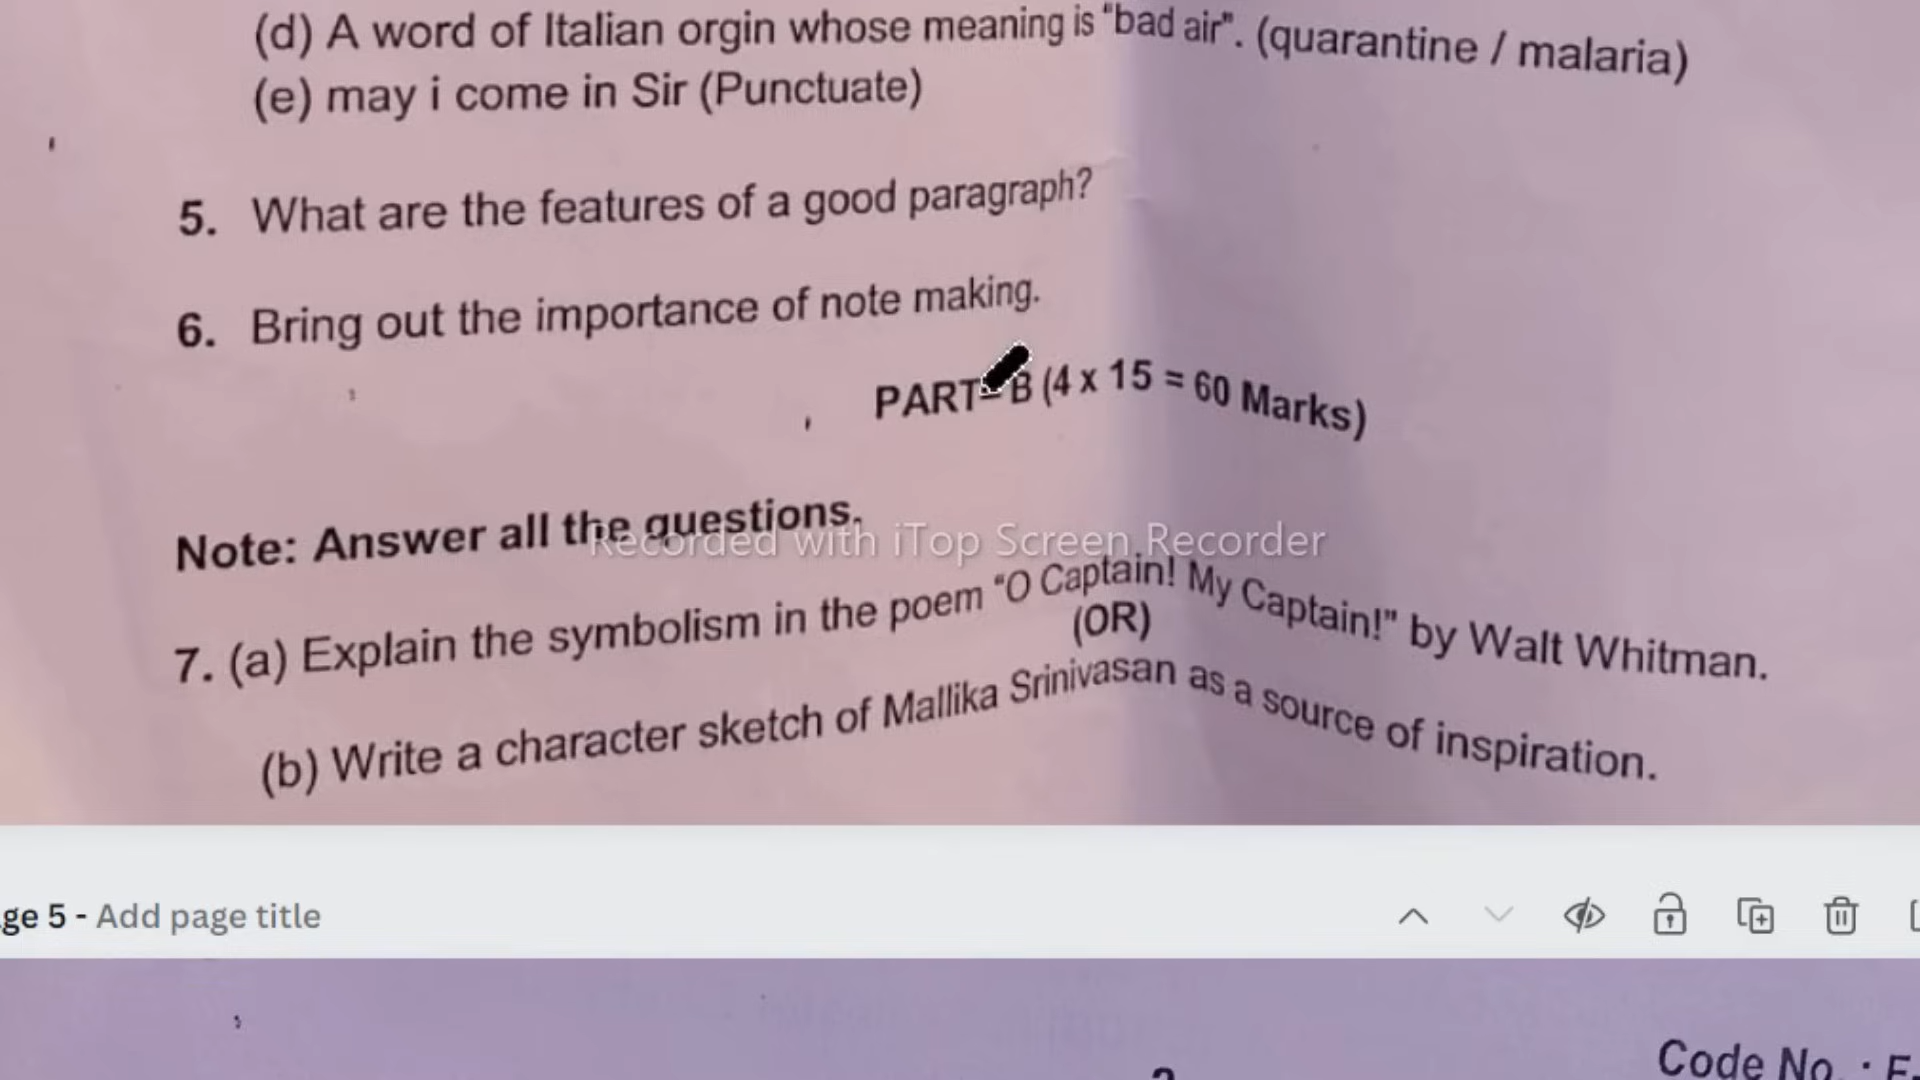 (d) A word of Italian orgin whose meaning is "bad air". (quarantine / malaria)
(e) may i come in Sir (Punctuate)
5. What are the features of a good paragraph?
6. Bring out the importance of note making.
PART- B (4 x 15 = 60 Marks)
Note: Answer all the questions.
Recorded with iTop Screen Recorder
7. (a) Explain the symbolism in the poem "O Captain! My Captain!" by Walt Whitman.
(OR)
(b) Write a character sketch of Mallika Srinivasan as a source of inspiration.
ge 5 - Add page title
Code No. :